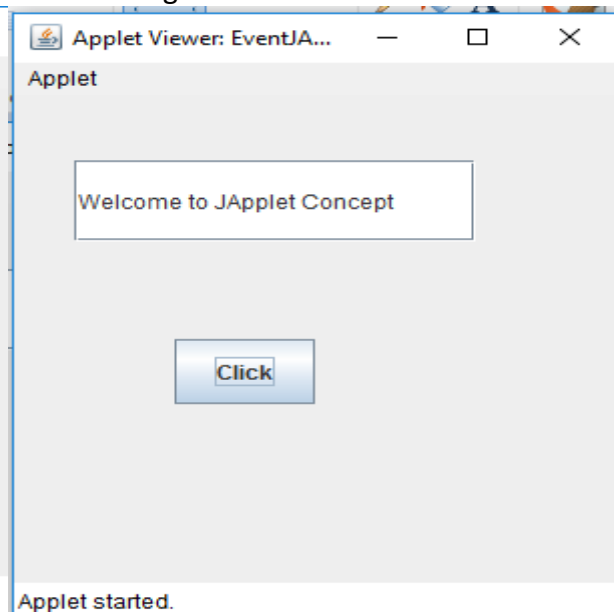 Applet Viewer: EventJA...
Applet
Welcome to JApplet Concept
Click
Applet started.